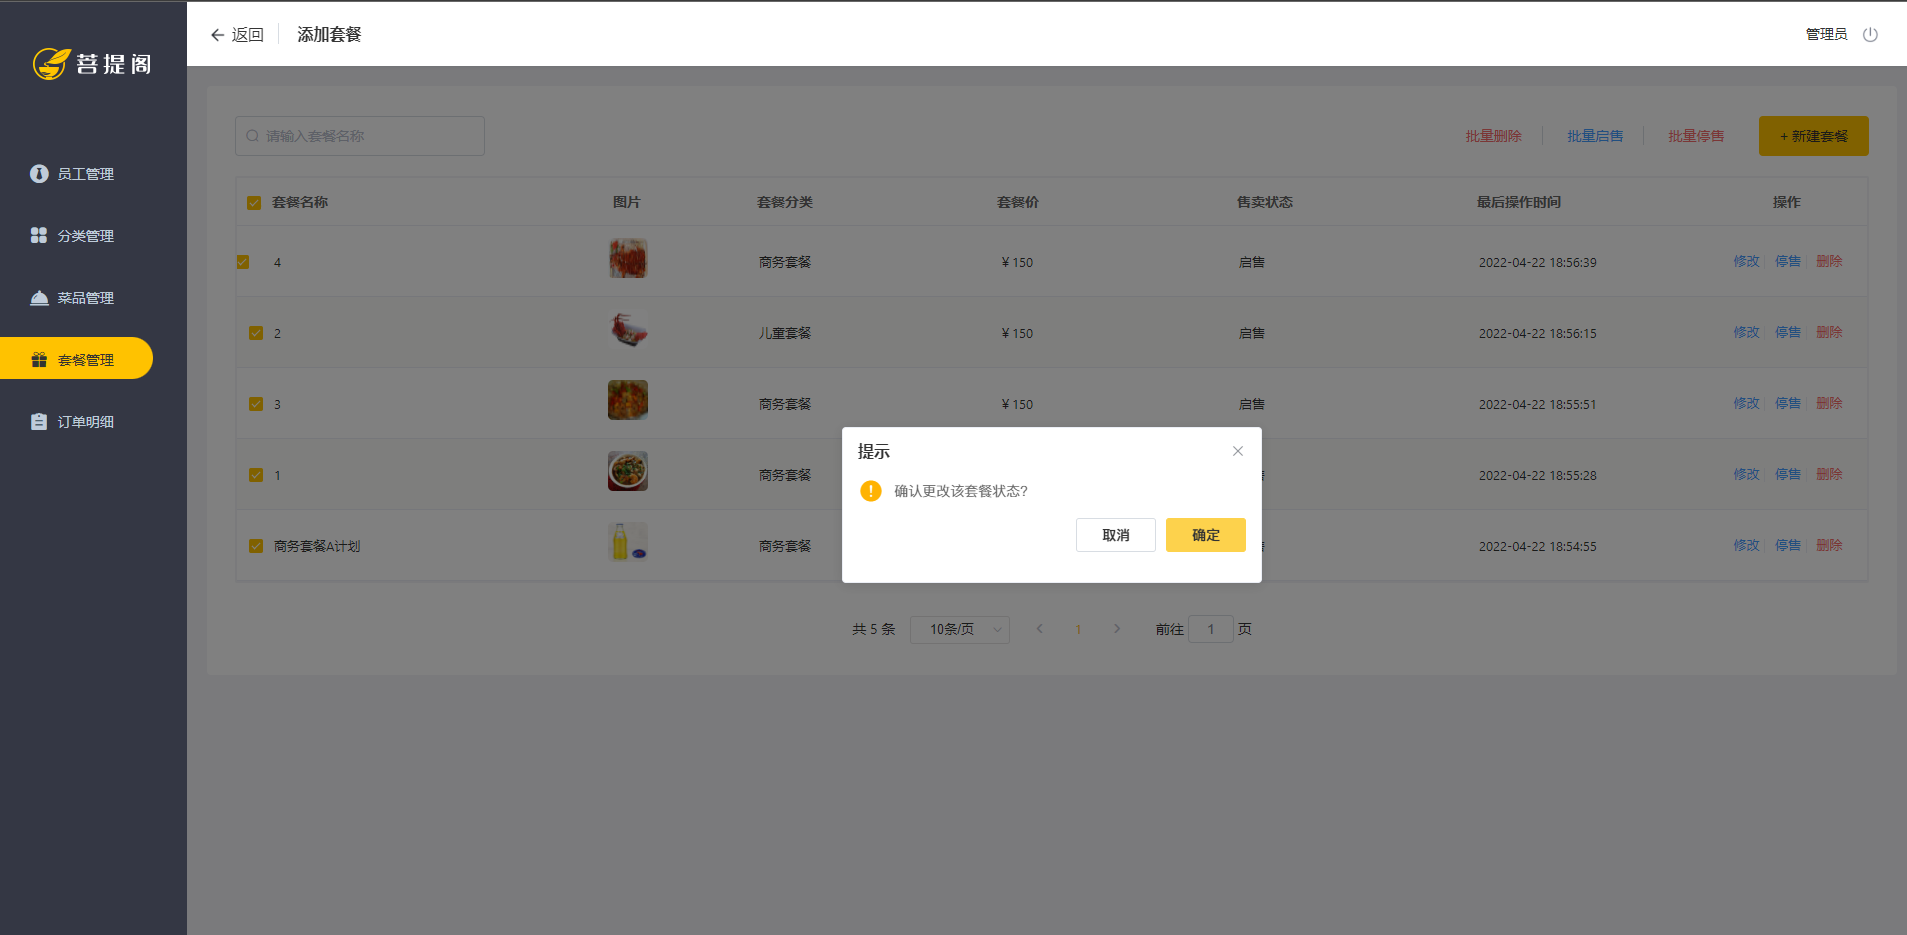 菩提阁
员工管理
分类管理
菜品管理
套餐管理
订单明细
返回 添加套餐 管理员
请输入套餐名称 批量删除 批量启售 批量停售 + 新建套餐
套餐名称 图片 套餐分类 套餐价 售卖状态 最后操作时间 操作
4 商务套餐 ¥ 150 启售 2022-04-22 18:56:39 修改 停售 删除
2 儿童套餐 ¥ 150 启售 2022-04-22 18:56:15 修改 停售 删除
3 商务套餐 ¥ 150 启售 2022-04-22 18:55:51 修改 停售 删除
1 商务套餐 2022-04-22 18:55:28 修改 停售 删除
商务套餐A计划 商务套餐 2022-04-22 18:54:55 修改 停售 删除
提示
确认更改该套餐状态?
取消 确定
共 5 条 10条/页 1 前往 1 页